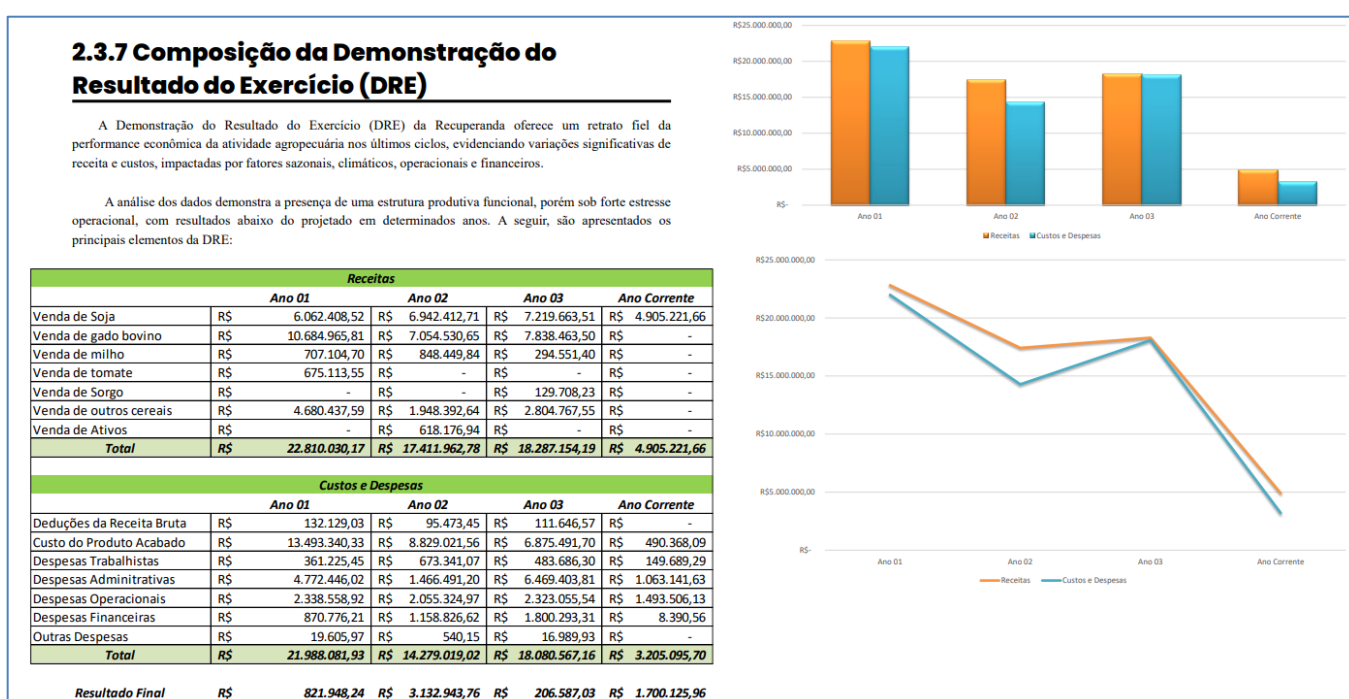 2.3.7 Composição da Demonstração do
Resultado do Exercício (DRE)
A Demonstração do Resultado do Exercício (DRE) da Recuperanda oferece um retrato fiel da
performance econômica da atividade agropecuária nos últimos ciclos, evidenciando variações significativas de
receita e custos, impactadas por fatores sazonais, climáticos, operacionais e financeiros.
A análise dos dados demonstra a presença de uma estrutura produtiva funcional, porém sob forte estresse
operacional, com resultados abaixo do projetado em determinados anos. A seguir, são apresentados os
principais elementos da DRE:
Receitas
Ano 01 Ano 02 Ano 03 Ano Corrente
Venda de Soja R$ 6.062.408,52 R$ 6.942.412,71 R$ 7.219.663,51 R$ 4.905.221,66
Venda de gado bovino R$ 10.684.965,81 R$ 7.054.530,65 R$ 7.838.463,50 R$ -
Venda de milho R$ 707.104,70 R$ 848.449,84 R$ 294.551,40 R$ -
Venda de tomate R$ 675.113,55 R$ - R$ - R$ -
Venda de Sorgo R$ - R$ - R$ 129.708,23 R$ -
Venda de outros cereais R$ 4.680.437,59 R$ 1.948.392,64 R$ 2.804.767,55 R$ -
Venda de Ativos R$ - R$ 618.176,94 R$ - R$ -
Total R$ 22.810.030,17 R$ 17.411.962,78 R$ 18.287.154,19 R$ 4.905.221,66
Custos e Despesas
Ano 01 Ano 02 Ano 03 Ano Corrente
Deduções da Receita Bruta R$ 132.129,03 R$ 95.473,45 R$ 111.646,57 R$ -
Custo do Produto Acabado R$ 13.493.340,33 R$ 8.829.021,56 R$ 6.875.491,70 R$ 490.368,09
Despesas Trabalhistas R$ 361.225,45 R$ 673.341,07 R$ 483.686,30 R$ 149.689,29
Despesas Adminitrativas R$ 4.772.446,02 R$ 1.466.491,20 R$ 6.469.403,81 R$ 1.063.141,63
Despesas Operacionais R$ 2.338.558,92 R$ 2.055.324,97 R$ 2.323.055,54 R$ 1.493.506,13
Despesas Financeiras R$ 870.776,21 R$ 1.158.826,62 R$ 1.800.293,31 R$ 8.390,56
Outras Despesas R$ 19.605,97 R$ 540,15 R$ 16.989,93 R$ -
Total R$ 21.988.081,93 R$ 14.279.019,02 R$ 18.080.567,16 R$ 3.205.095,70
Resultado Final R$ 821.948,24 R$ 3.132.943,76 R$ 206.587,03 R$ 1.700.125,96
R$25.000.000,00
R$20.000.000,00
R$15.000.000,00
R$10.000.000,00
R$5.000.000,00
R$-
Ano 01 Ano 02 Ano 03 Ano Corrente
Receitas Custos e Despesas
R$25.000.000,00
R$20.000.000,00
R$15.000.000,00
R$10.000.000,00
R$5.000.000,00
R$-
Ano 01 Ano 02 Ano 03 Ano Corrente
Receitas Custos e Despesas